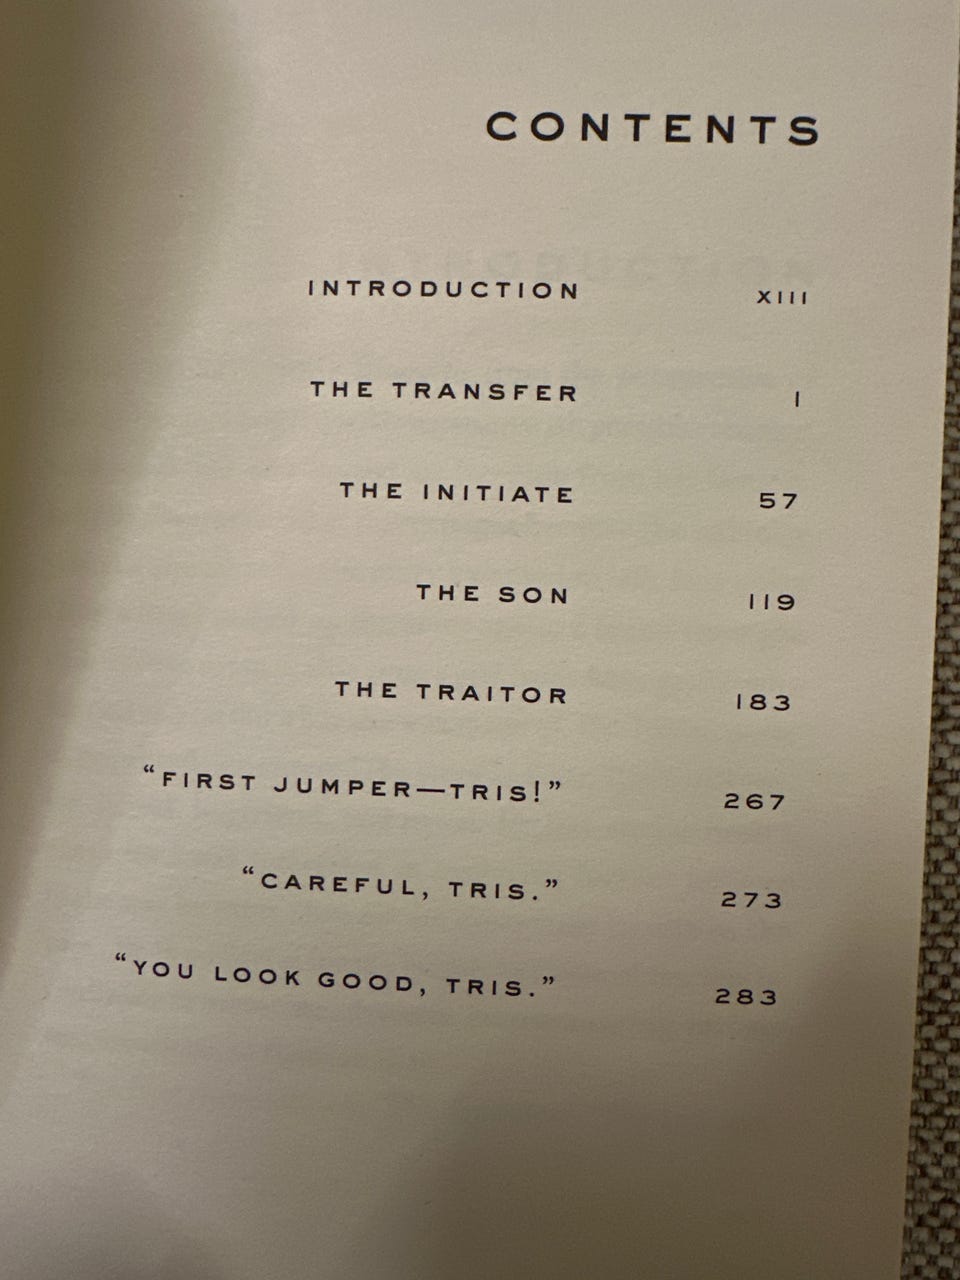 CONTENTS
INTRODUCTION XIII
THE TRANSFER 1
THE INITIATE 57
THE SON 119
THE TRAITOR 183
“FIRST JUMPER—TRIS!” 267
“CAREFUL, TRIS.” 273
“YOU LOOK GOOD, TRIS.” 283